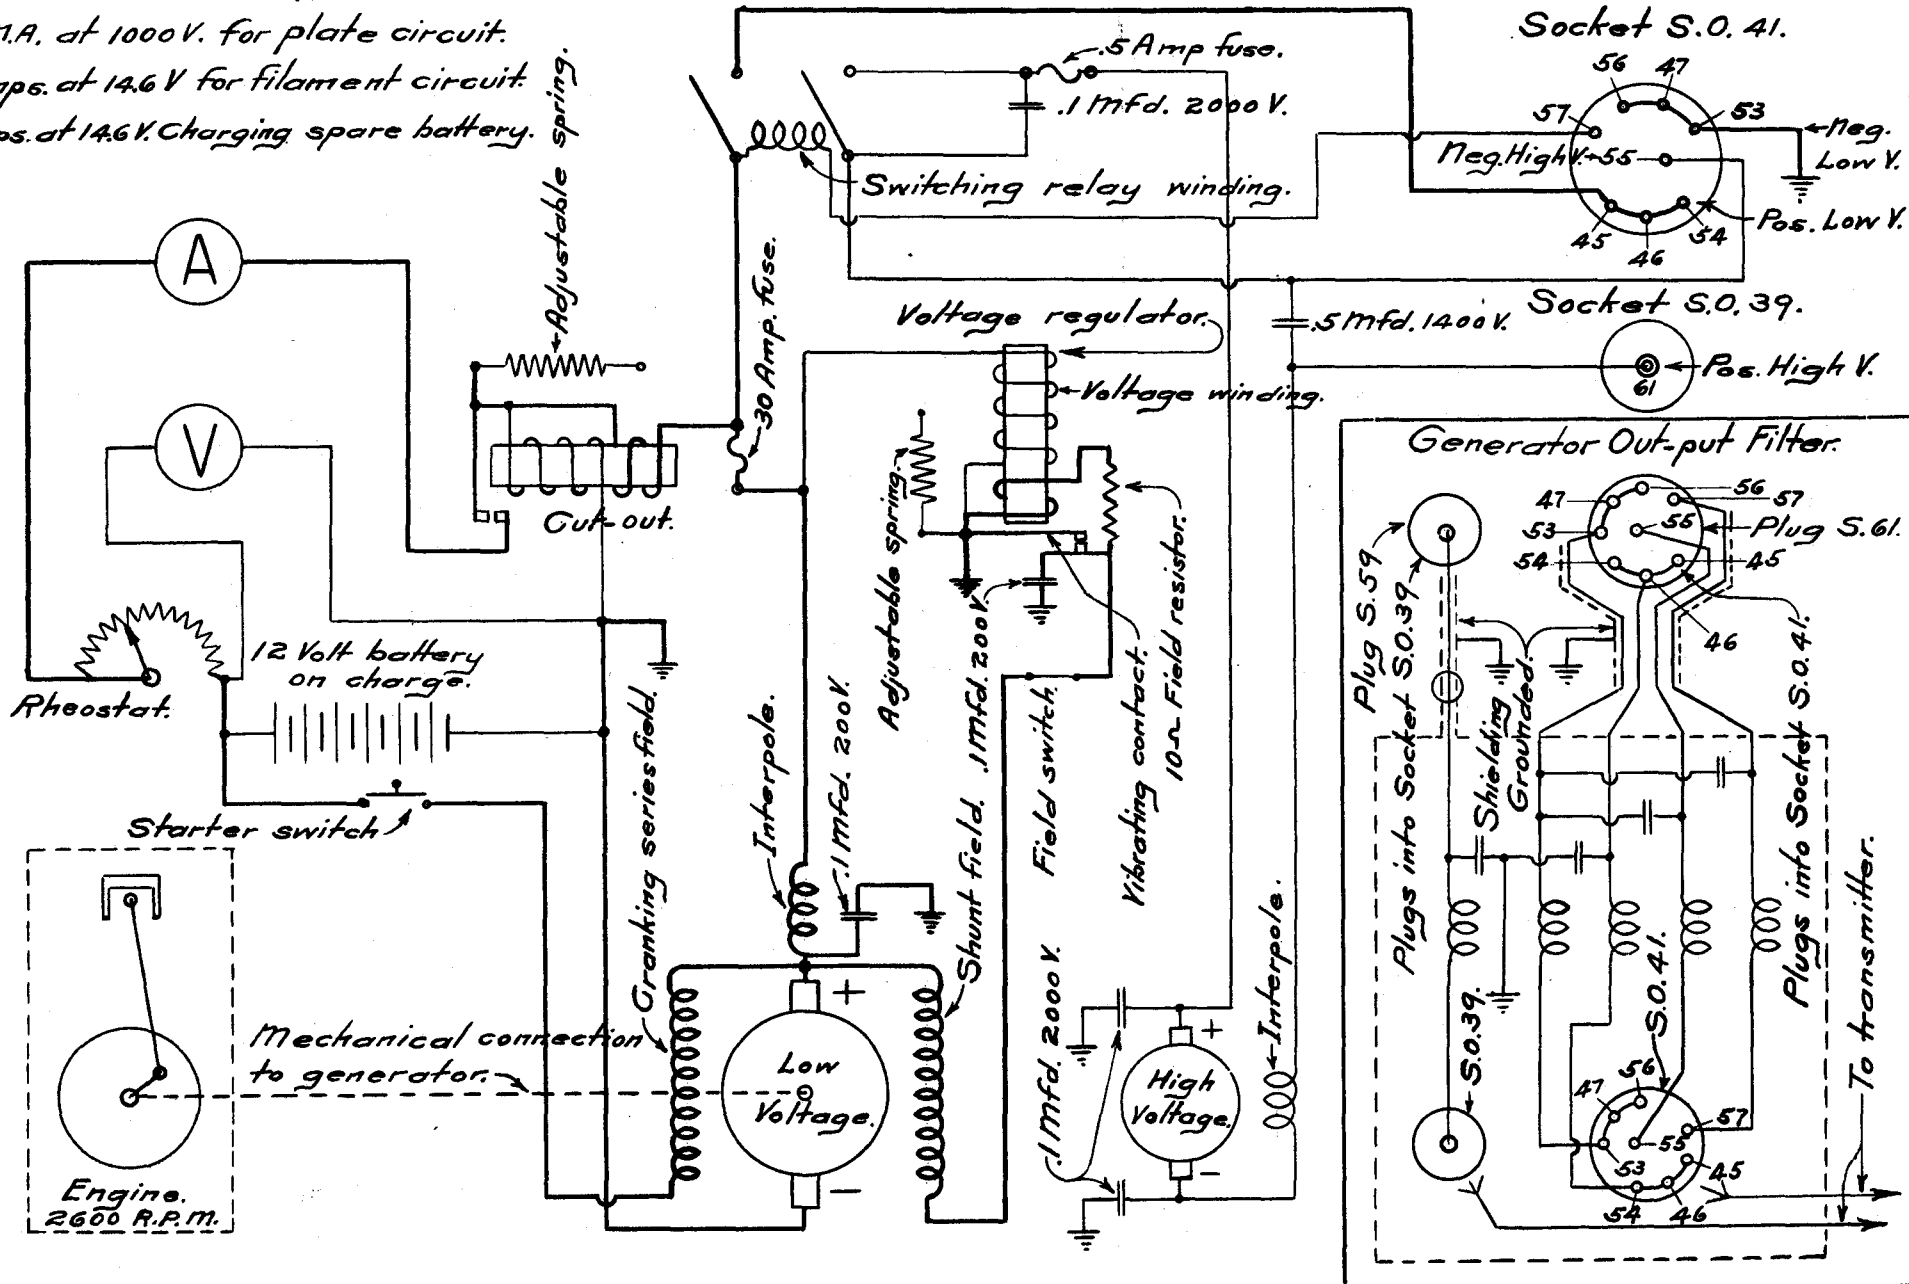 at 1000 V. for plate circuit.
at 14.6 V for filament circuit.
at 14.6 V. Charging spare battery.
Adjustable spring.
.5 Amp fuse.
.1 Mfd. 2000 V.
Switching relay winding.
Socket S.O. 41.
56
47
57
53
Neg. High V.
55
Neg.
Low V.
Pos. Low V.
45
46
54
A
V
30 Amp. fuse.
Voltage regulator.
Voltage winding.
.5 Mfd. 1400 V.
Socket S.O. 39.
Pos. High V.
61
Cut-out.
Adjustable spring.
10Ω Field resistor.
.1 Mfd. 200 V.
Vibrating contact.
Field switch
Rheostat.
12 Volt battery
on charge.
Starter switch
Cranking series field.
Interpole.
.1 Mfd. 200 V.
Shunt field.
Mechanical connection
to generator.
Engine.
2600 R.P.M.
+
Low
Voltage.
−
.1 Mfd. 2000 V.
+
High
Voltage.
−
Interpole.
Generator Out-put Filter.
47
56
57
53
55
Plug S.61.
54
45
46
Plug S.59
Plugs into Socket S.O.39.
Shielding
Grounded.
Plugs into Socket S.O.41.
S.O.39.
S.O.41.
47
56
57
55
53
45
54
46
To transmitter.